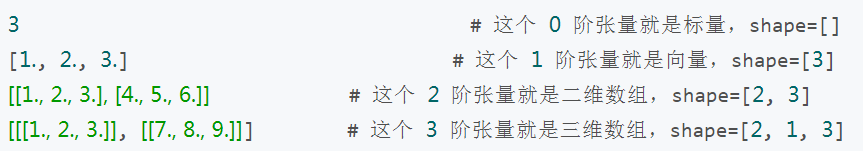 3 # 这个 0 阶张量就是标量，shape=[]
[1., 2., 3.] # 这个 1 阶张量就是向量，shape=[3]
[[1., 2., 3.], [4., 5., 6.]] # 这个 2 阶张量就是二维数组，shape=[2, 3]
[[[1., 2., 3.]], [[7., 8., 9.]]] # 这个 3 阶张量就是三维数组，shape=[2, 1, 3]